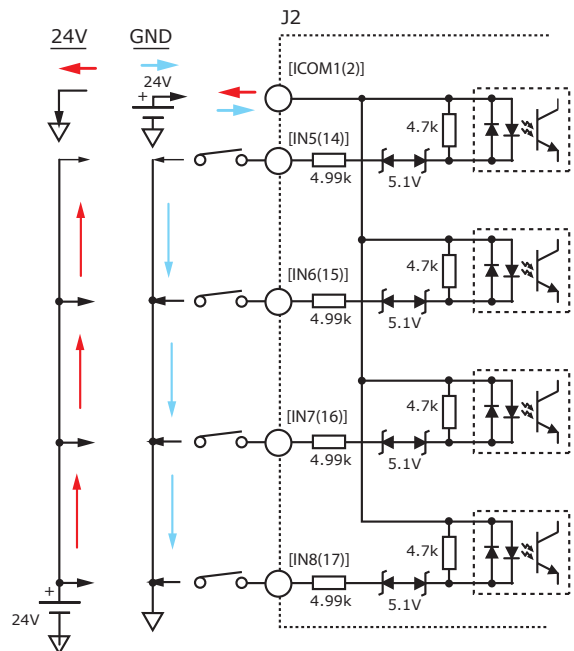 J2
24V GND
[ICOM1(2)]
24V
+
4.7k
[IN5(14)]
4.99k
5.1V
4.7k
[IN6(15)]
4.99k
5.1V
4.7k
[IN7(16)]
4.99k
5.1V
4.7k
[IN8(17)]
+
4.99k
5.1V
24V